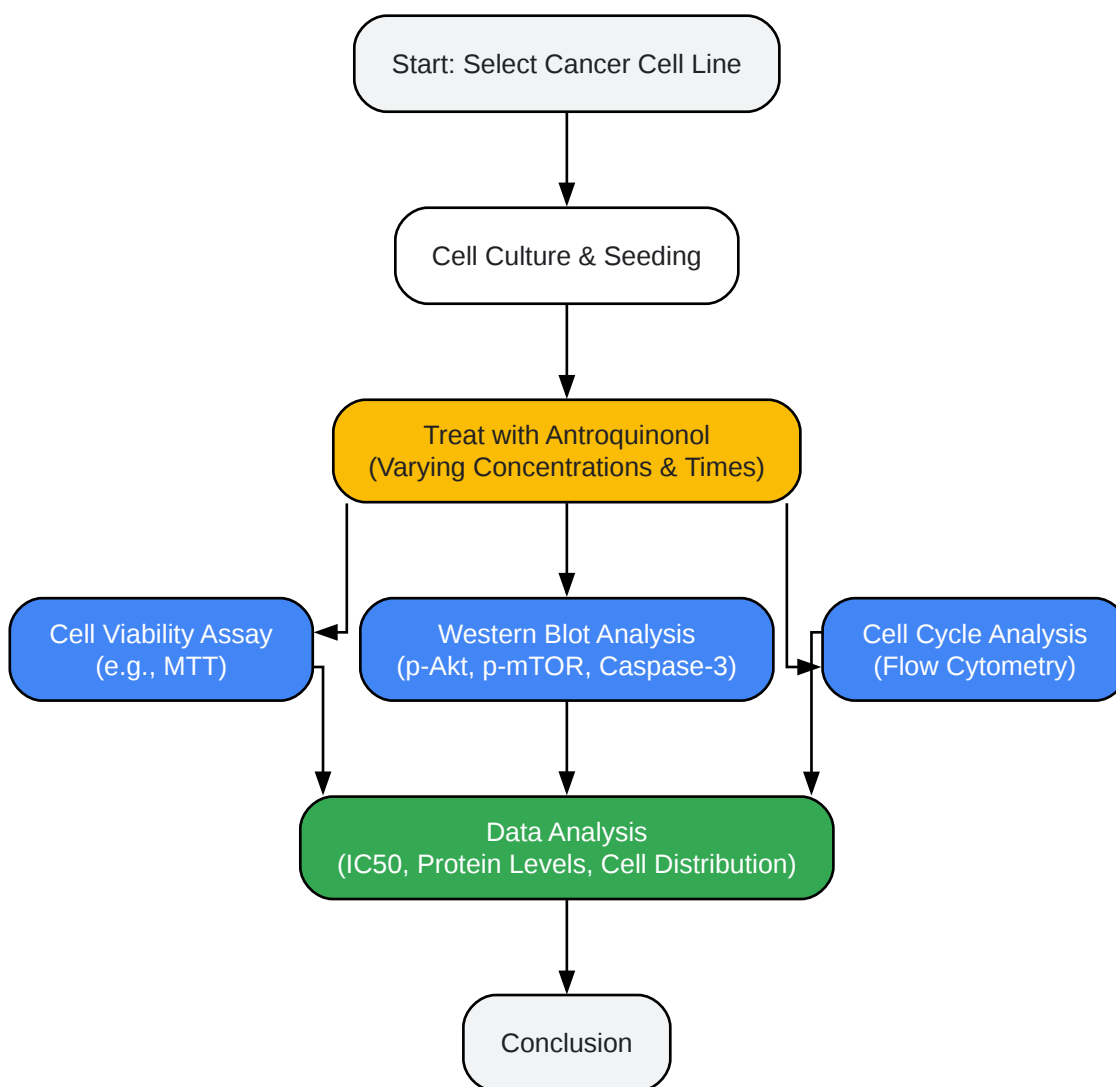 Start: Select Cancer Cell Line
Cell Culture & Seeding
Treat with Antroquinonol
(Varying Concentrations & Times)
Cell Viability Assay
(e.g., MTT)
Western Blot Analysis
(p-Akt, p-mTOR, Caspase-3)
Cell Cycle Analysis
(Flow Cytometry)
Data Analysis
(IC50, Protein Levels, Cell Distribution)
Conclusion